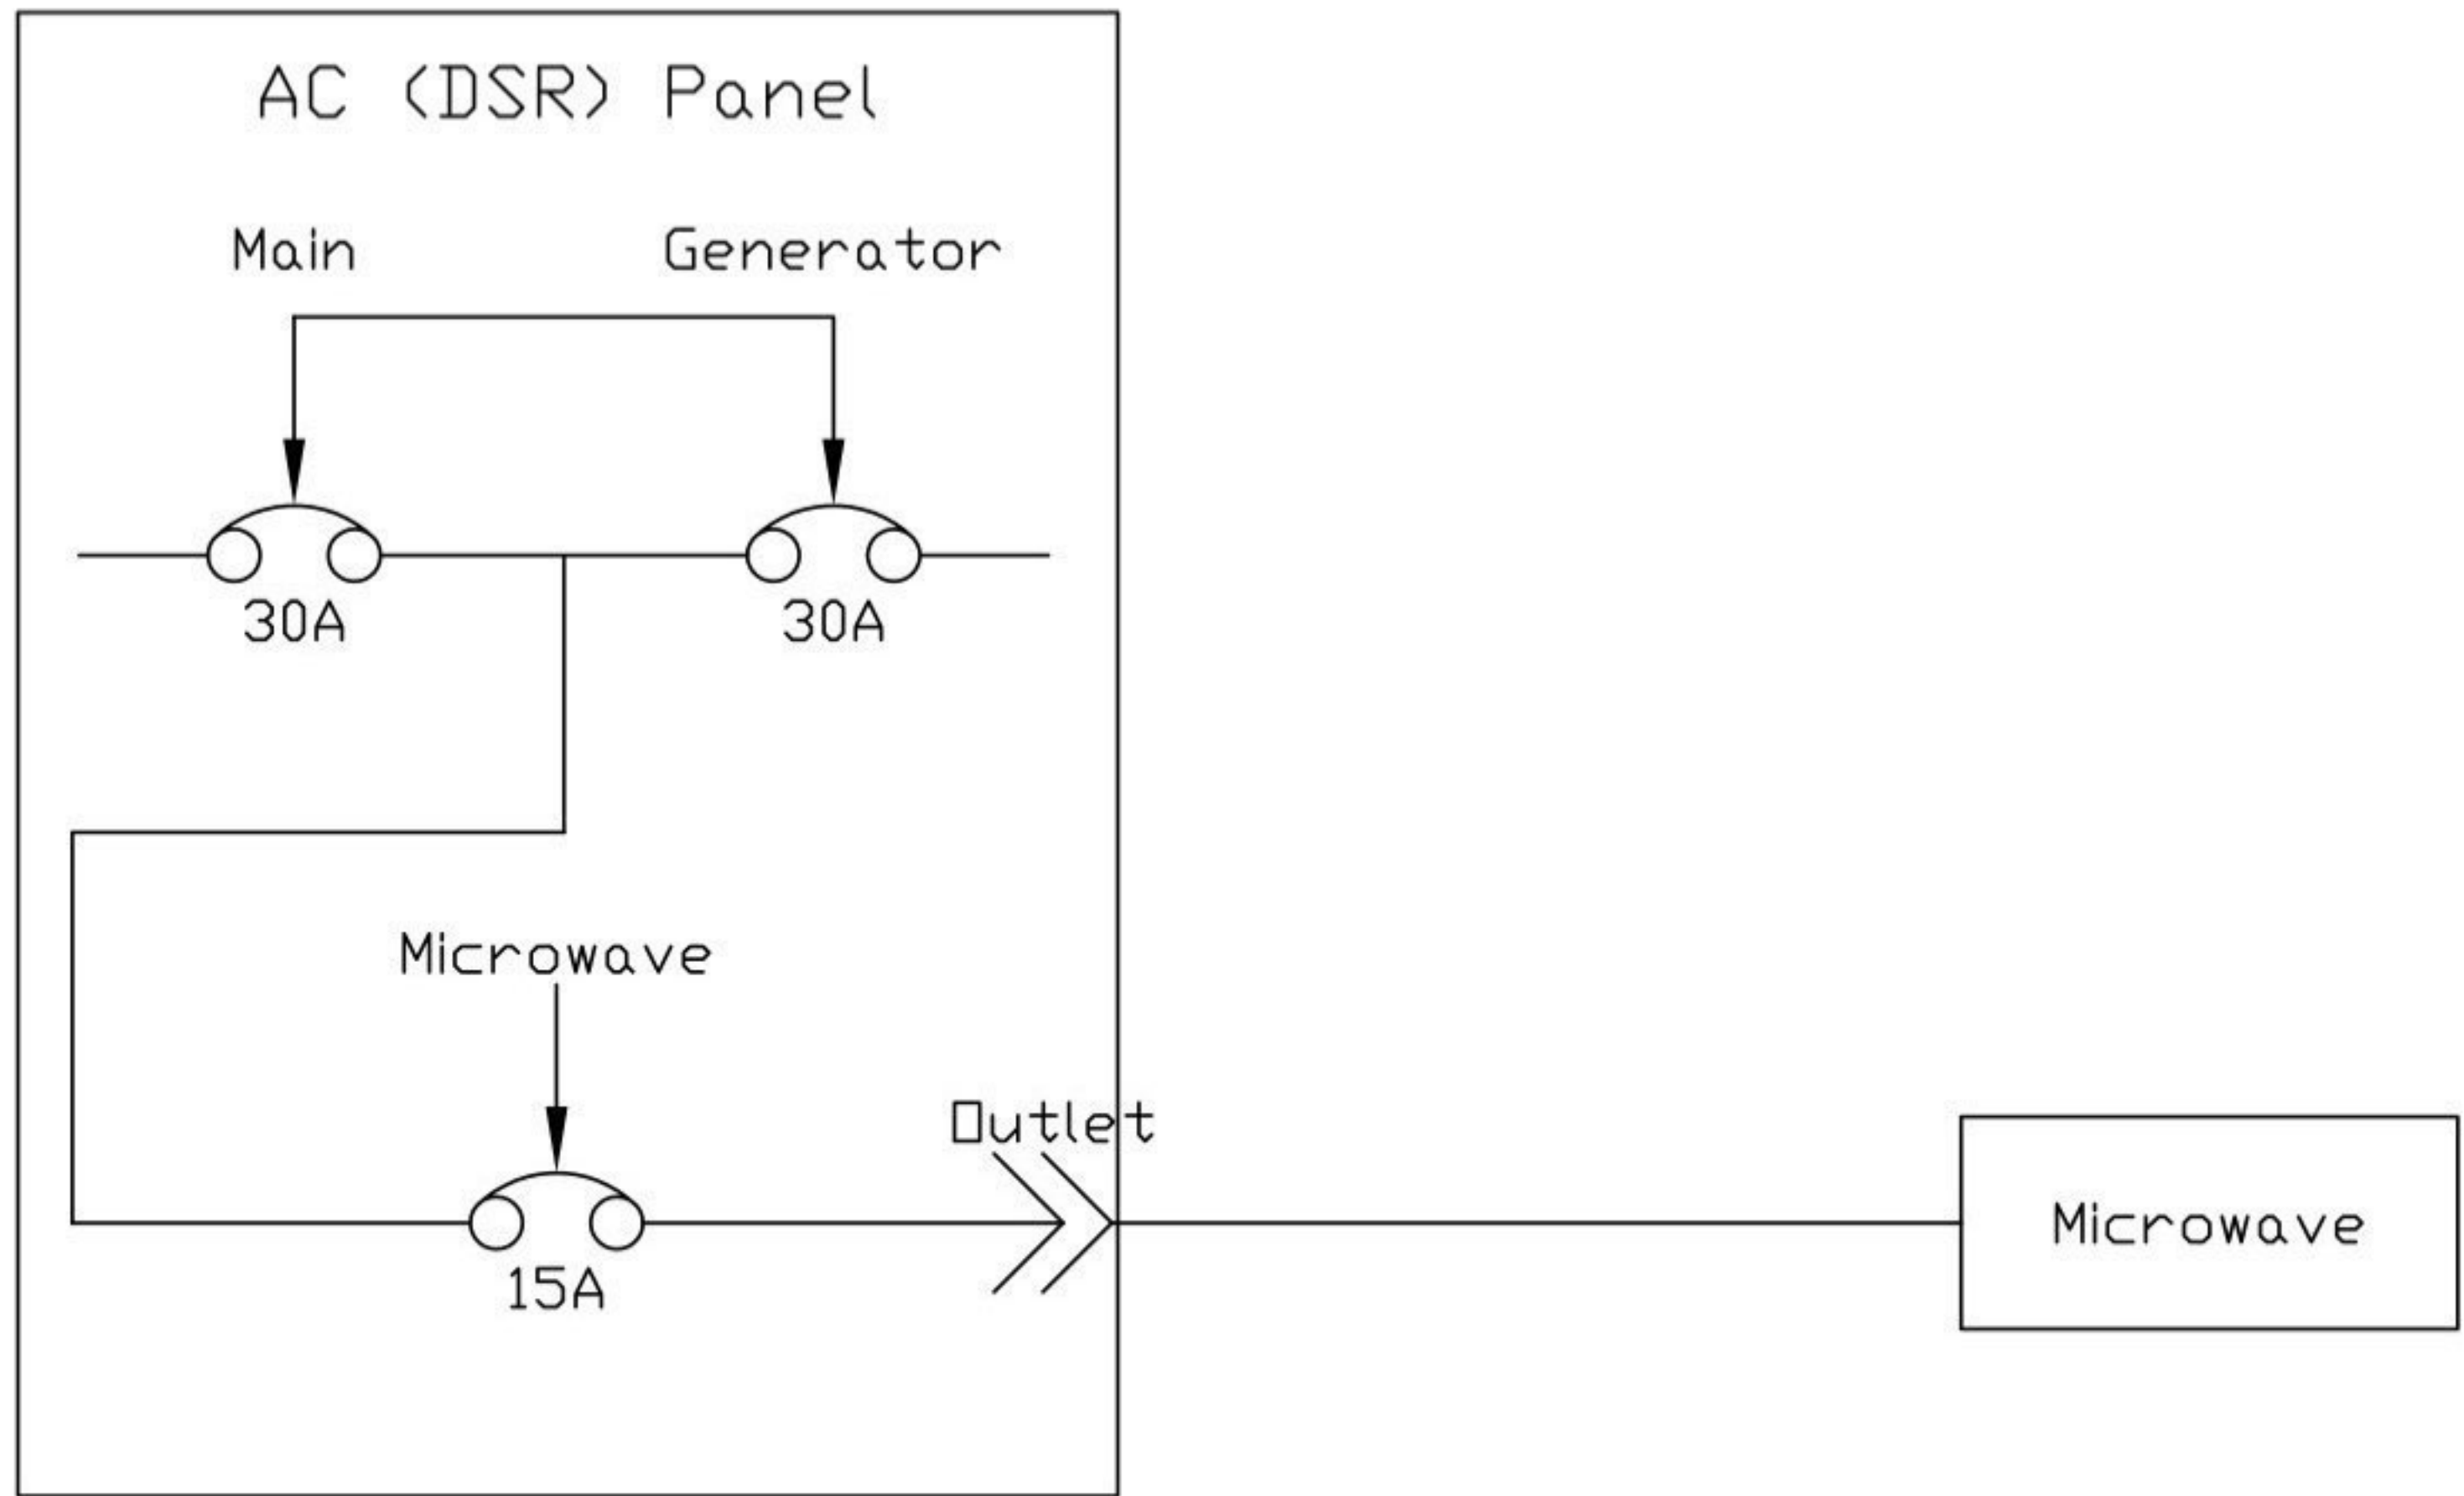 AC (DSR) Panel
Main Generator
30A 30A
Microwave
Outlet
Microwave
15A